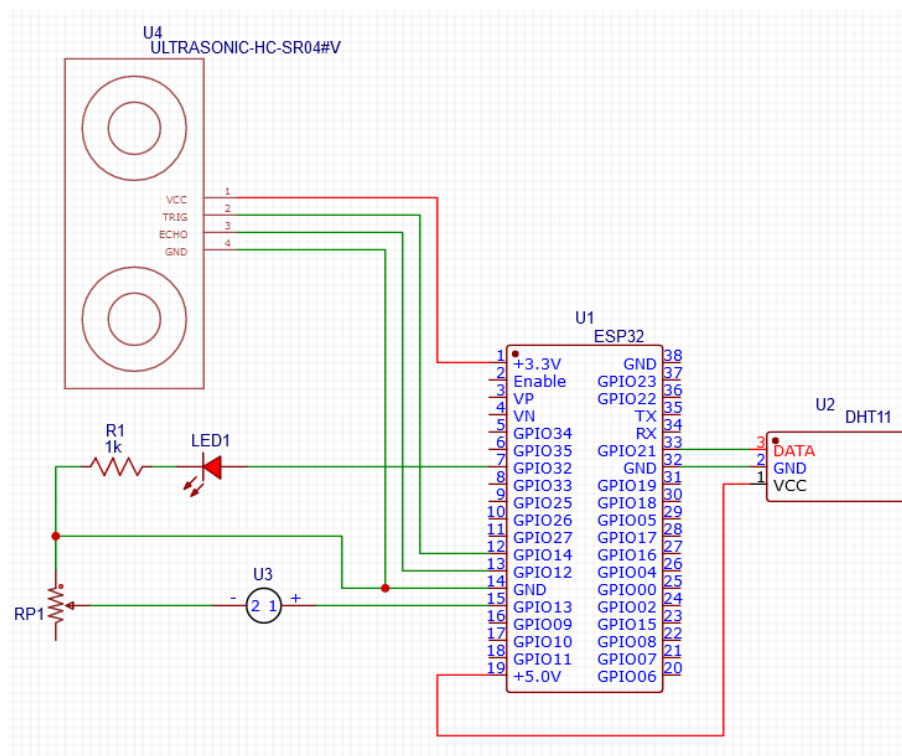 U4
ULTRASONIC-HC-SR04#V
VCC 1
TRIG 2
ECHO 3
GND 4
U1
ESP32
1 +3.3V GND 38
2 Enable GPIO23 37
3 VP GPIO22 36
4 VN TX 35
5 GPIO34 RX 34
6 GPIO35 GPIO21 33
7 GPIO32 GND 32
8 GPIO33 GPIO19 31
9 GPIO25 GPIO18 30
10 GPIO26 GPIO05 29
11 GPIO27 GPIO17 28
12 GPIO14 GPIO16 27
13 GPIO12 GPIO04 26
14 GND GPIO00 25
15 GPIO13 GPIO02 24
16 GPIO09 GPIO15 23
17 GPIO10 GPIO08 22
18 GPIO11 GPIO07 21
19 +5.0V GPIO06 20
U2
DHT11
3 DATA
2 GND
1 VCC
R1
1k
LED1
RP1
U3
- 2 1 +